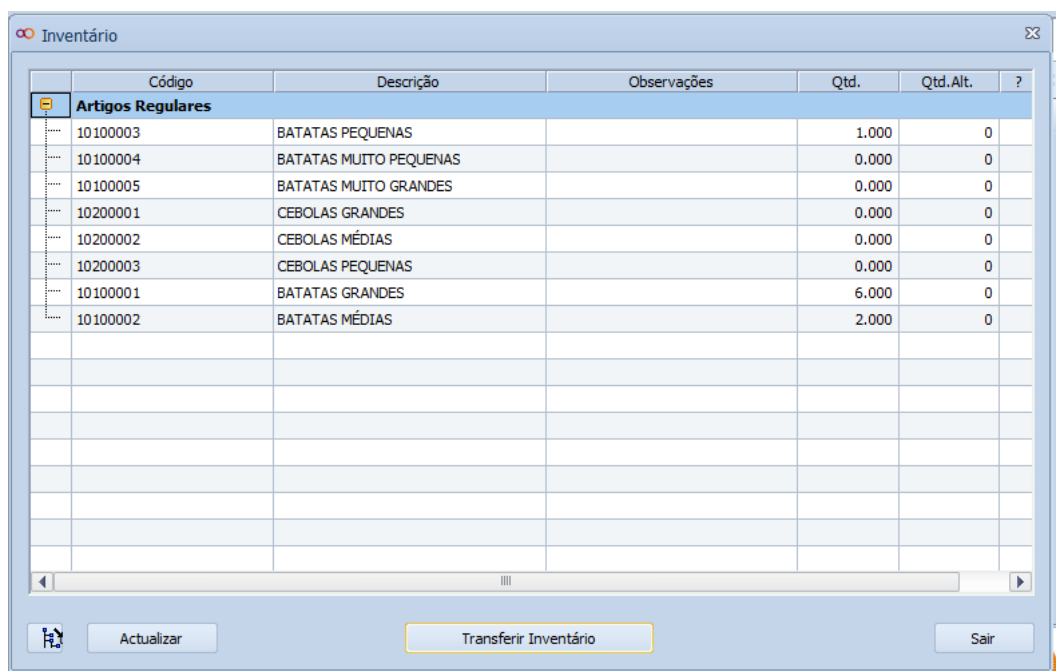 Inventário
Código Descrição Observações Qtd. Qtd.Alt. ?
Artigos Regulares
10100003 BATATAS PEQUENAS 1.000 0
10100004 BATATAS MUITO PEQUENAS 0.000 0
10100005 BATATAS MUITO GRANDES 0.000 0
10200001 CEBOLAS GRANDES 0.000 0
10200002 CEBOLAS MÉDIAS 0.000 0
10200003 CEBOLAS PEQUENAS 0.000 0
10100001 BATATAS GRANDES 6.000 0
10100002 BATATAS MÉDIAS 2.000 0
Actualizar Transferir Inventário Sair